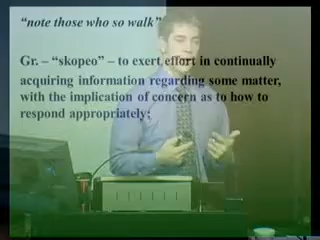 “note those who so walk”
Gr. – “skopeo” – to exert effort in continually
acquiring information regarding some matter,
with the implication of concern as to how to
respond appropriately;